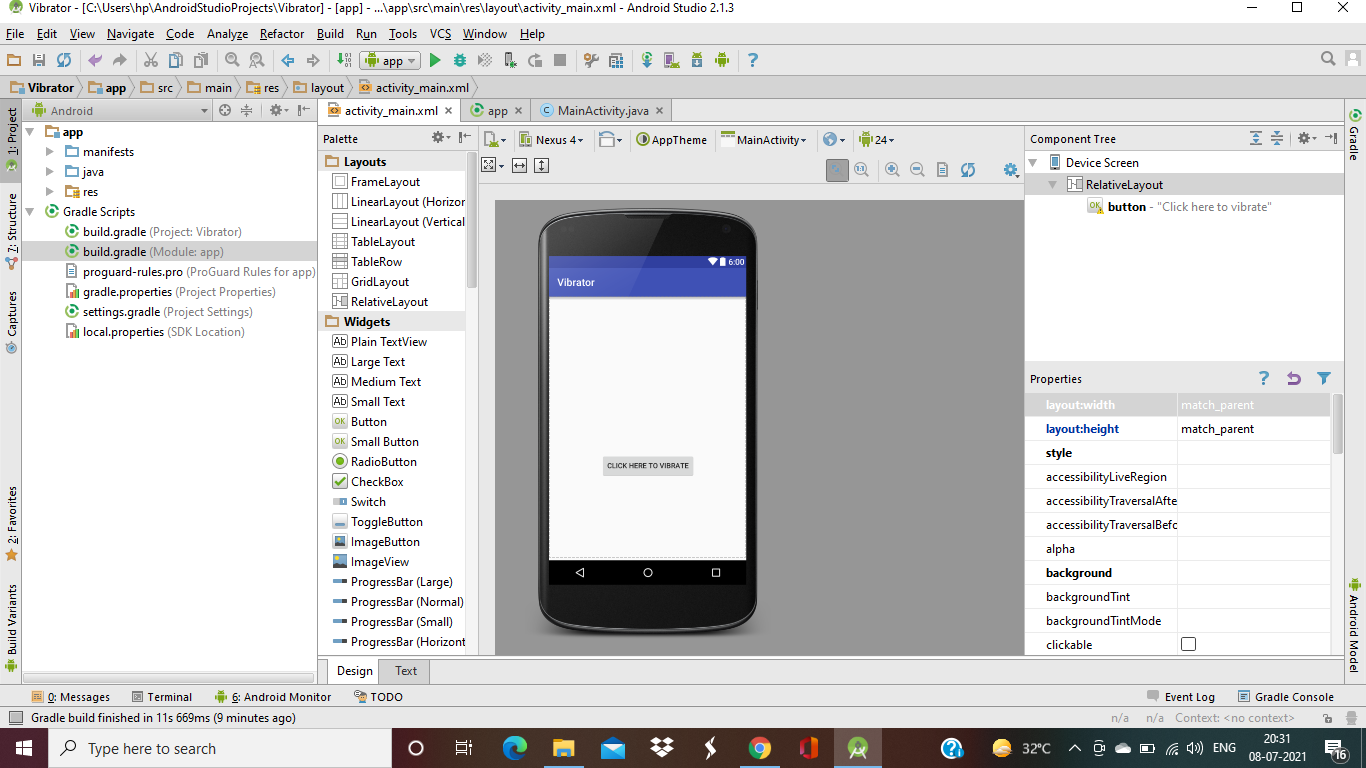 Vibrator - [C:\Users\hp\AndroidStudioProjects\Vibrator] - [app] - ...\app\src\main\res\layout\activity_main.xml - Android Studio 2.1.3
File Edit View Navigate Code Analyze Refactor Build Run Tools VCS Window Help
app
Vibrator app src main res layout activity_main.xml
Android
activity_main.xml app MainActivity.java
1: Project
7: Structure
Captures
2: Favorites
Build Variants
app
manifests
java
res
Gradle Scripts
build.gradle (Project: Vibrator)
build.gradle (Module: app)
proguard-rules.pro (ProGuard Rules for app)
gradle.properties (Project Properties)
settings.gradle (Project Settings)
local.properties (SDK Location)
Palette
Layouts
FrameLayout
LinearLayout (Horizor
LinearLayout (Vertical
TableLayout
TableRow
GridLayout
RelativeLayout
Widgets
Ab Plain TextView
Ab Large Text
Ab Medium Text
Ab Small Text
OK Button
OK Small Button
RadioButton
CheckBox
Switch
ToggleButton
ImageButton
ImageView
ProgressBar (Large)
ProgressBar (Normal)
ProgressBar (Small)
ProgressBar (Horizont
Nexus 4 AppTheme MainActivity 24
6:00
Vibrator
CLICK HERE TO VIBRATE
Component Tree
Device Screen
RelativeLayout
OK button - "Click here to vibrate"
Properties
layout:width match_parent
layout:height match_parent
style
accessibilityLiveRegion
accessibilityTraversalAfte
accessibilityTraversalBefc
alpha
background
backgroundTint
backgroundTintMode
clickable
Gradle
Android Model
Design Text
0: Messages Terminal 6: Android Monitor TODO Event Log Gradle Console
Gradle build finished in 11s 669ms (9 minutes ago) n/a n/a Context: <no context>
Type here to search
32°C ENG
20:31
08-07-2021
16